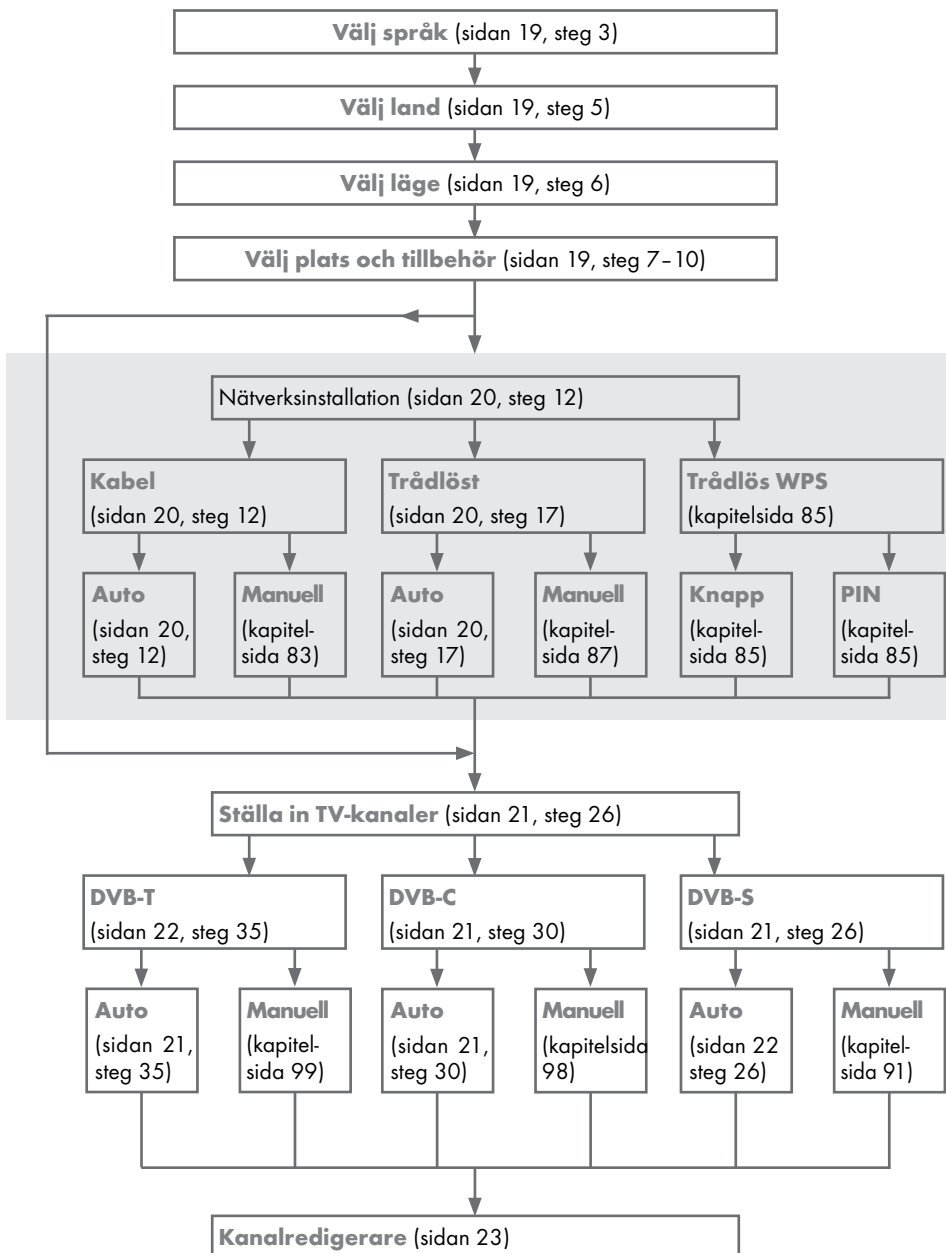 Välj språk (sidan 19, steg 3)
Välj land (sidan 19, steg 5)
Välj läge (sidan 19, steg 6)
Välj plats och tillbehör (sidan 19, steg 7–10)
Nätverksinstallation (sidan 20, steg 12)
Kabel
(sidan 20, steg 12)
Trådlöst
(sidan 20, steg 17)
Trådlös WPS
(kapitelsida 85)
Auto
(sidan 20,
steg 12)
Manuell
(kapitel-
sida 83)
Auto
(sidan 20,
steg 17)
Manuell
(kapitel-
sida 87)
Knapp
(kapitel-
sida 85)
PIN
(kapitel-
sida 85)
Ställa in TV-kanaler (sidan 21, steg 26)
DVB-T
(sidan 22, steg 35)
DVB-C
(sidan 21, steg 30)
DVB-S
(sidan 21, steg 26)
Auto
(sidan 21,
steg 35)
Manuell
(kapitel-
sida 99)
Auto
(sidan 21,
steg 30)
Manuell
(kapitelsida
98)
Auto
(sidan 22
steg 26)
Manuell
(kapitel-
sida 91)
Kanalredigerare (sidan 23)